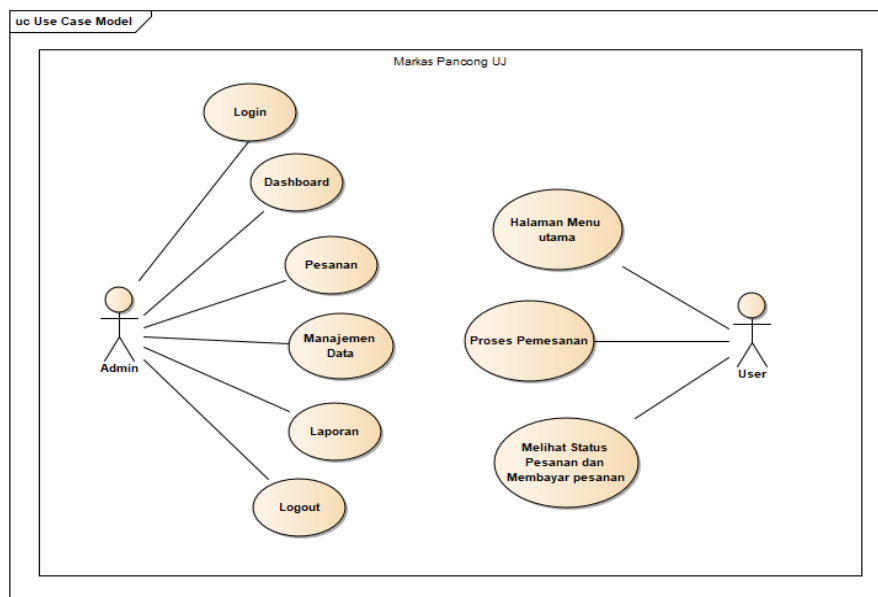 uc Use Case Model
Markas Pancong UJ
Login
Dashboard
Pesanan
Manajemen
Data
Laporan
Logout
Admin
Halaman Menu
utama
Proses Pemesanan
Melihat Status
Pesanan dan
Membayar pesanan
User